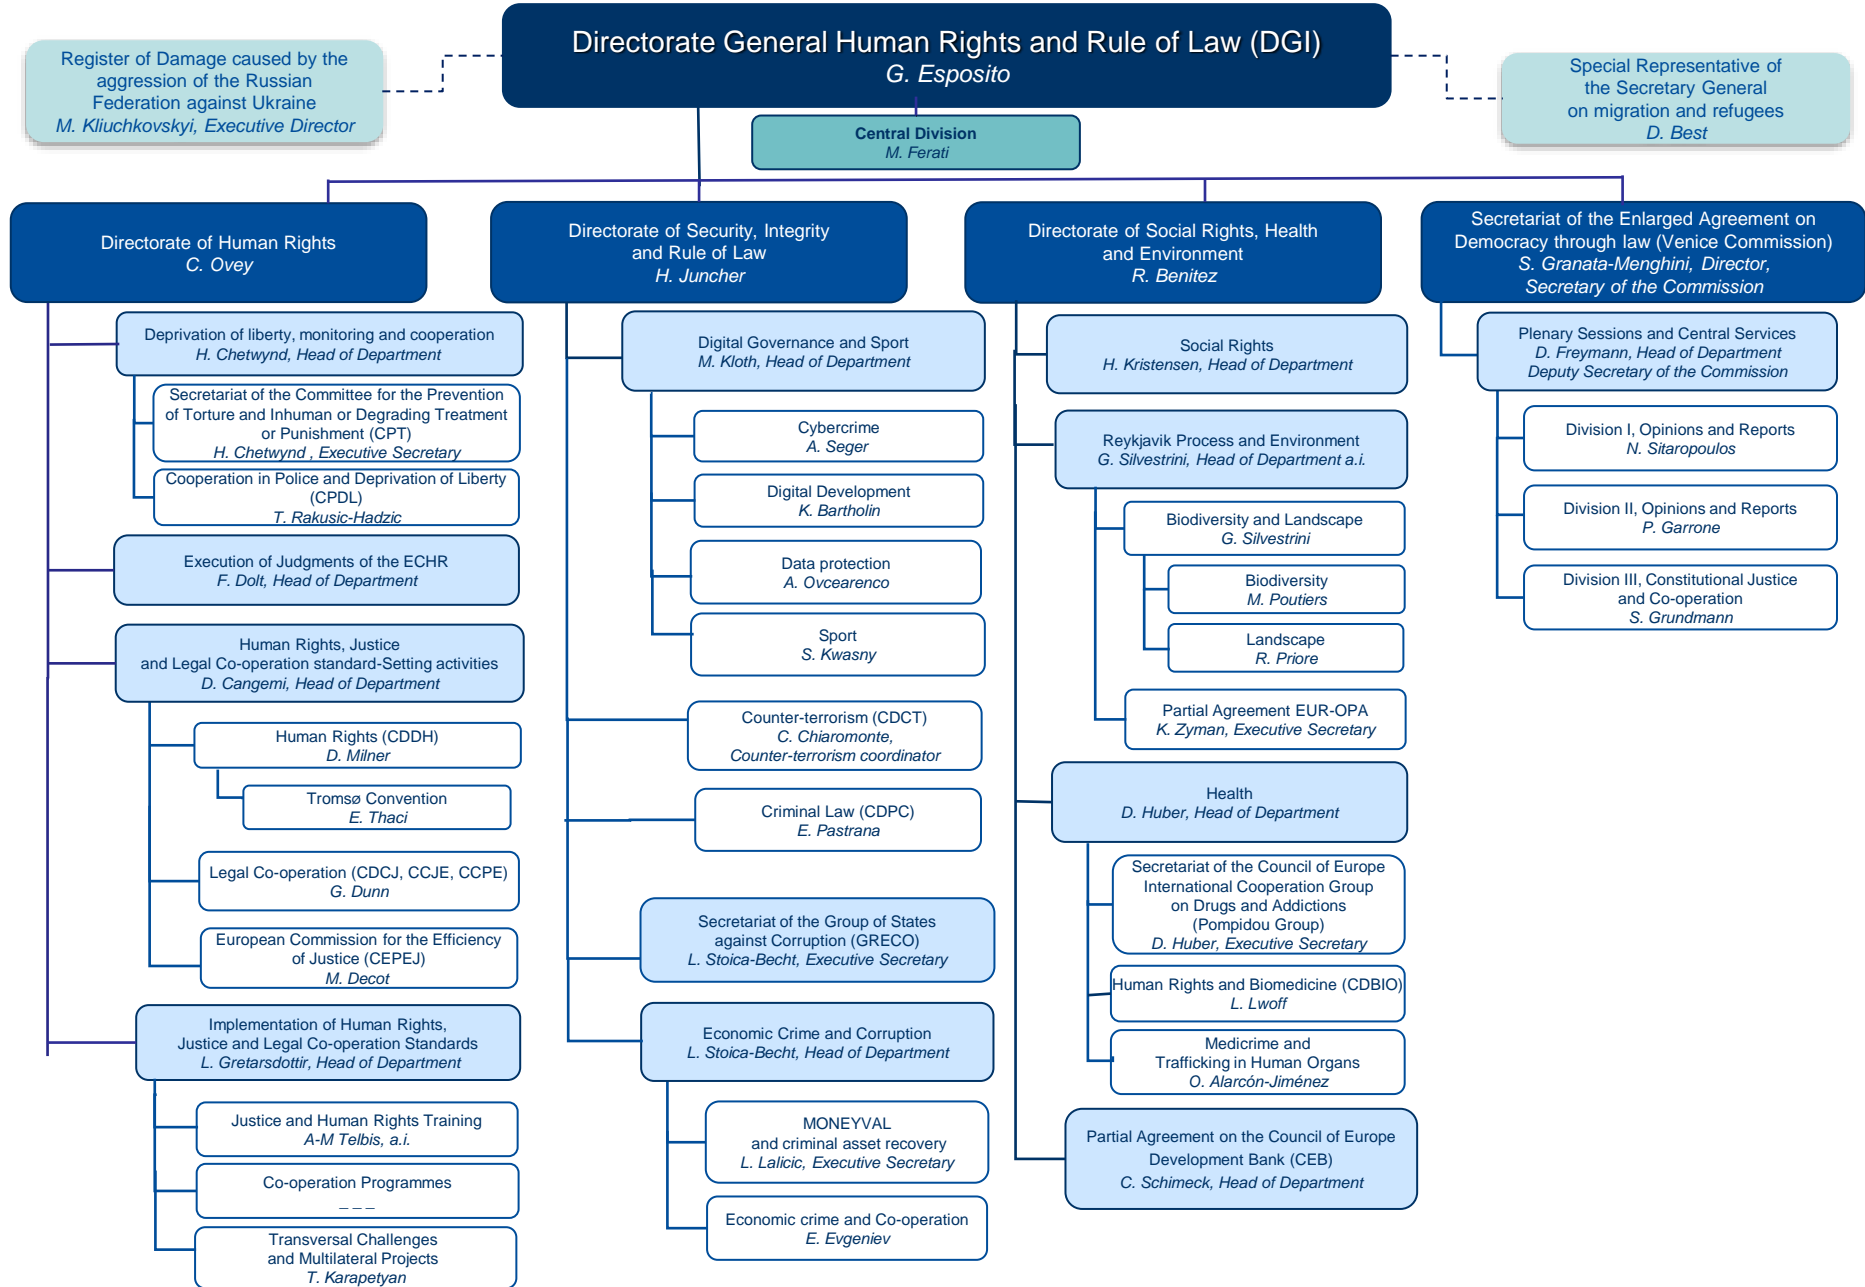 Directorate General Human Rights and Rule of Law (DGI)
G. Esposito
Register of Damage caused by the
aggression of the Russian
Federation against Ukraine
M. Kliuchkovskyi, Executive Director
Special Representative of
the Secretary General
on migration and refugees
D. Best
Central Division
M. Ferati
Directorate of Human Rights
C. Ovey
Deprivation of liberty, monitoring and cooperation
H. Chetwynd, Head of Department
Secretariat of the Committee for the Prevention
of Torture and Inhuman or Degrading Treatment
or Punishment (CPT)
H. Chetwynd , Executive Secretary
Cooperation in Police and Deprivation of Liberty
(CPDL)
T. Rakusic-Hadzic
Execution of Judgments of the ECHR
F. Dolt, Head of Department
Human Rights, Justice
and Legal Co-operation standard-Setting activities
D. Cangemi, Head of Department
Human Rights (CDDH)
D. Milner
Tromsø Convention
E. Thaci
Legal Co-operation (CDCJ, CCJE, CCPE)
G. Dunn
European Commission for the Efficiency
of Justice (CEPEJ)
M. Decot
Implementation of Human Rights,
Justice and Legal Co-operation Standards
L. Gretarsdottir, Head of Department
Justice and Human Rights Training
A-M Telbis, a.i.
Co-operation Programmes
_ _ _
Transversal Challenges
and Multilateral Projects
T. Karapetyan
Directorate of Security, Integrity
and Rule of Law
H. Juncher
Digital Governance and Sport
M. Kloth, Head of Department
Cybercrime
A. Seger
Digital Development
K. Bartholin
Data protection
A. Ovcearenco
Sport
S. Kwasny
Counter-terrorism (CDCT)
C. Chiaromonte,
Counter-terrorism coordinator
Criminal Law (CDPC)
E. Pastrana
Secretariat of the Group of States
against Corruption (GRECO)
L. Stoica-Becht, Executive Secretary
Economic Crime and Corruption
L. Stoica-Becht, Head of Department
MONEYVAL
and criminal asset recovery
L. Lalicic, Executive Secretary
Economic crime and Co-operation
E. Evgeniev
Directorate of Social Rights, Health
and Environment
R. Benitez
Social Rights
H. Kristensen, Head of Department
Reykjavik Process and Environment
G. Silvestrini, Head of Department a.i.
Biodiversity and Landscape
G. Silvestrini
Biodiversity
M. Poutiers
Landscape
R. Priore
Partial Agreement EUR-OPA
K. Zyman, Executive Secretary
Health
D. Huber, Head of Department
Secretariat of the Council of Europe
International Cooperation Group
on Drugs and Addictions
(Pompidou Group)
D. Huber, Executive Secretary
Human Rights and Biomedicine (CDBIO)
L. Lwoff
Medicrime and
Trafficking in Human Organs
O. Alarcón-Jiménez
Partial Agreement on the Council of Europe
Development Bank (CEB)
C. Schimeck, Head of Department
Secretariat of the Enlarged Agreement on
Democracy through law (Venice Commission)
S. Granata-Menghini, Director,
Secretary of the Commission
Plenary Sessions and Central Services
D. Freymann, Head of Department
Deputy Secretary of the Commission
Division I, Opinions and Reports
N. Sitaropoulos
Division II, Opinions and Reports
P. Garrone
Division III, Constitutional Justice
and Co-operation
S. Grundmann